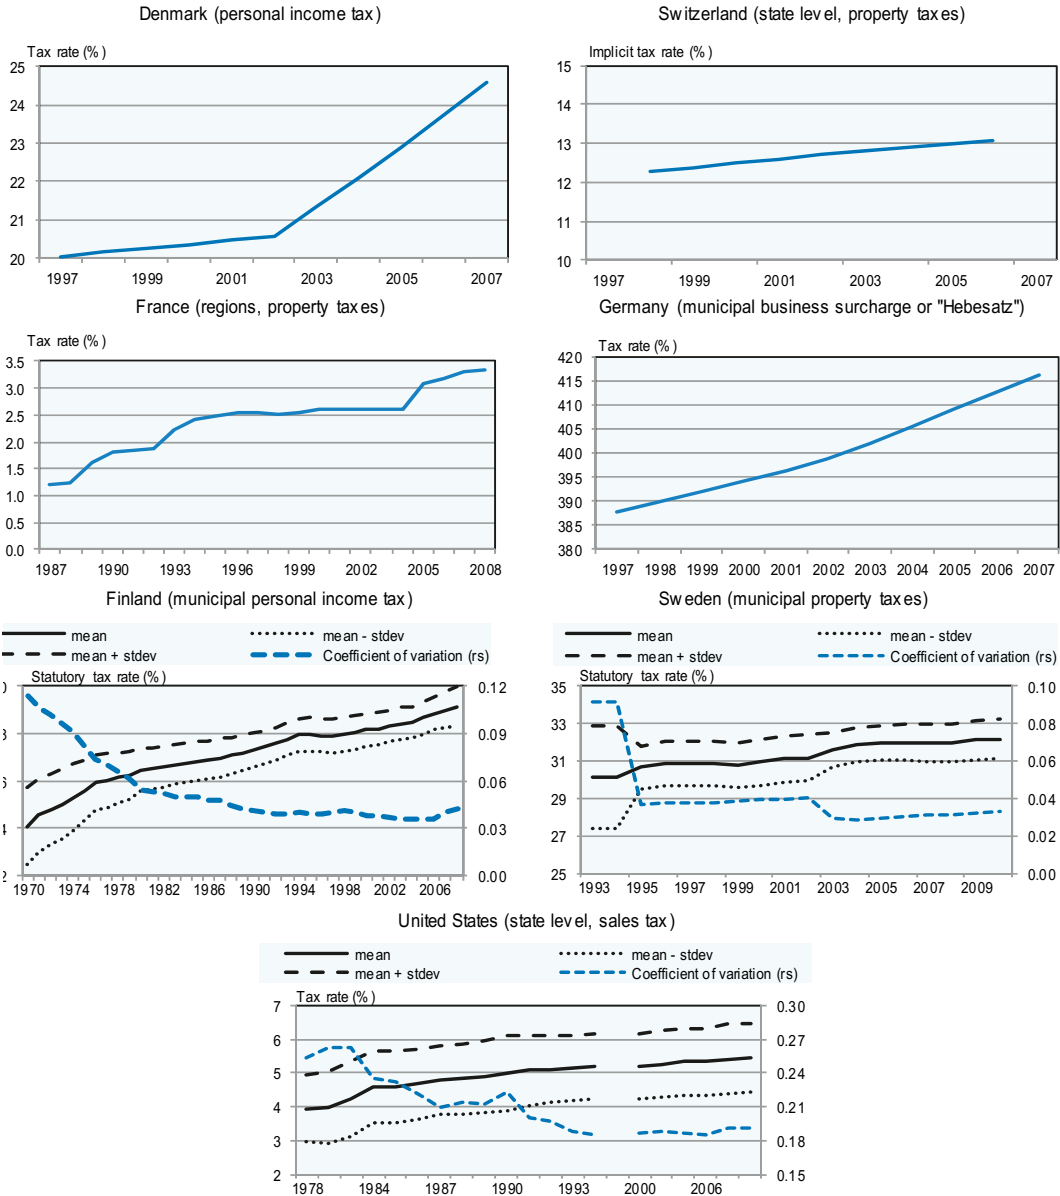 Denmark (personal income tax)
Switzerland (state level, property taxes)
Tax rate (%)
Implicit tax rate (%)
25
24
23
22
21
20
1997 1999 2001 2003 2005 2007
15
14
13
12
11
10
1997 1999 2001 2003 2005 2007
France (regions, property taxes)
Germany (municipal business surcharge or "Hebesatz")
Tax rate (%)
3.5
3.0
2.5
2.0
1.5
1.0
0.5
0.0
1987 1990 1993 1996 1999 2002 2005 2008
Tax rate (%)
420
415
410
405
400
395
390
385
380
1997 1998 1999 2000 2001 2002 2003 2004 2005 2006 2007
Finland (municipal personal income tax)
mean
mean - stdev
mean + stdev
Coefficient of variation (rs)
Statutory tax rate (%)
0.12
0.09
0.06
0.03
0.00
1970 1974 1978 1982 1986 1990 1994 1998 2002 2006
Sweden (municipal property taxes)
mean
mean - stdev
mean + stdev
Coefficient of variation (rs)
Statutory tax rate (%)
35
33
31
29
27
25
0.10
0.08
0.06
0.04
0.02
0.00
1993 1995 1997 1999 2001 2003 2005 2007 2009
United States (state level, sales tax)
mean
mean - stdev
mean + stdev
Coefficient of variation (rs)
Tax rate (%)
7
6
5
4
3
2
0.30
0.27
0.24
0.21
0.18
0.15
1978 1984 1987 1990 1993 2000 2006